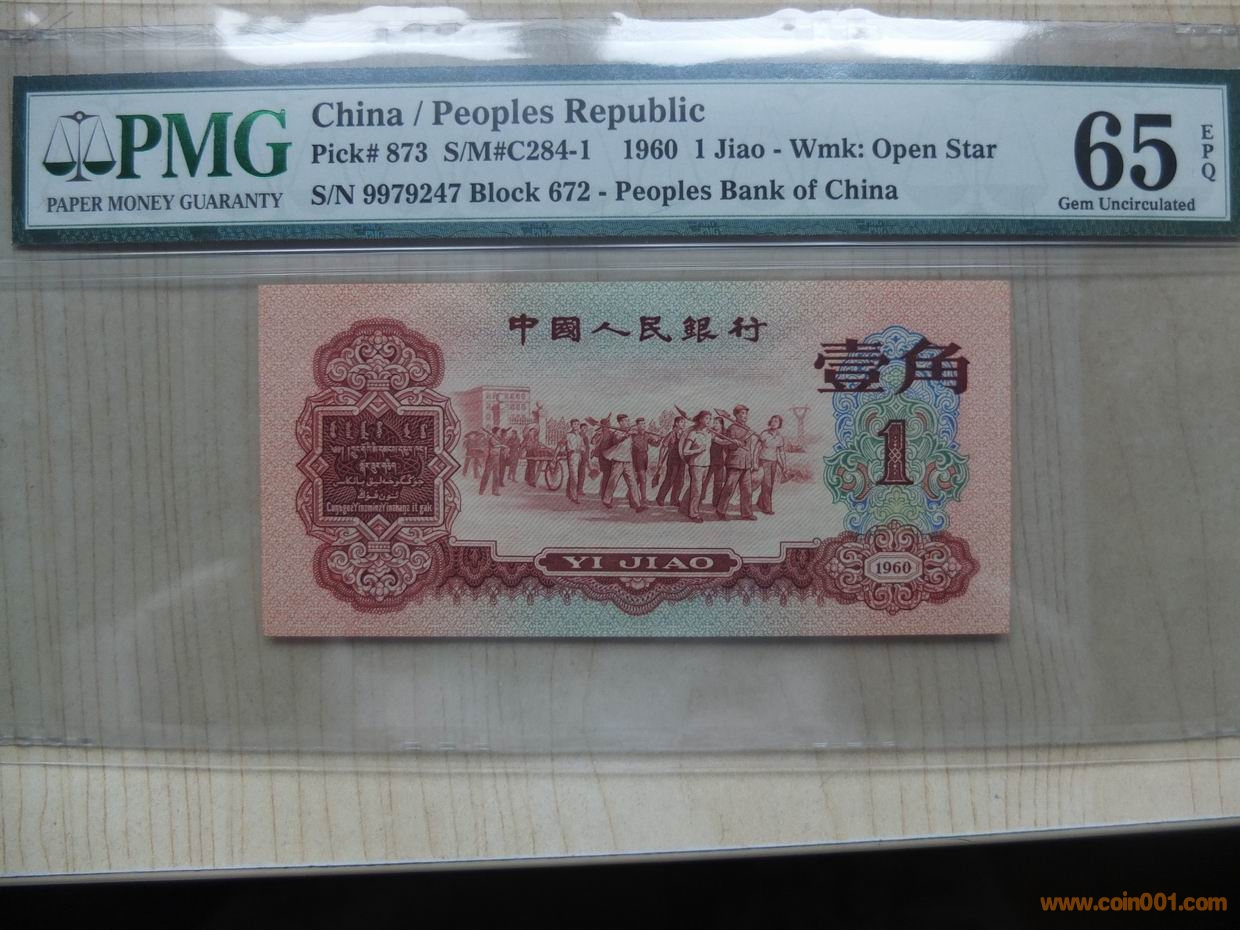 PMG
PAPER MONEY GUARANTY
China / Peoples Republic
Pick# 873 S/M#C284-1 1960 1 Jiao - Wmk: Open Star
S/N 9979247 Block 672 - Peoples Bank of China
65
EPQ
Gem Uncirculated
中國人民銀行
壹角
1
YI JIAO
1960
www.coin001.com